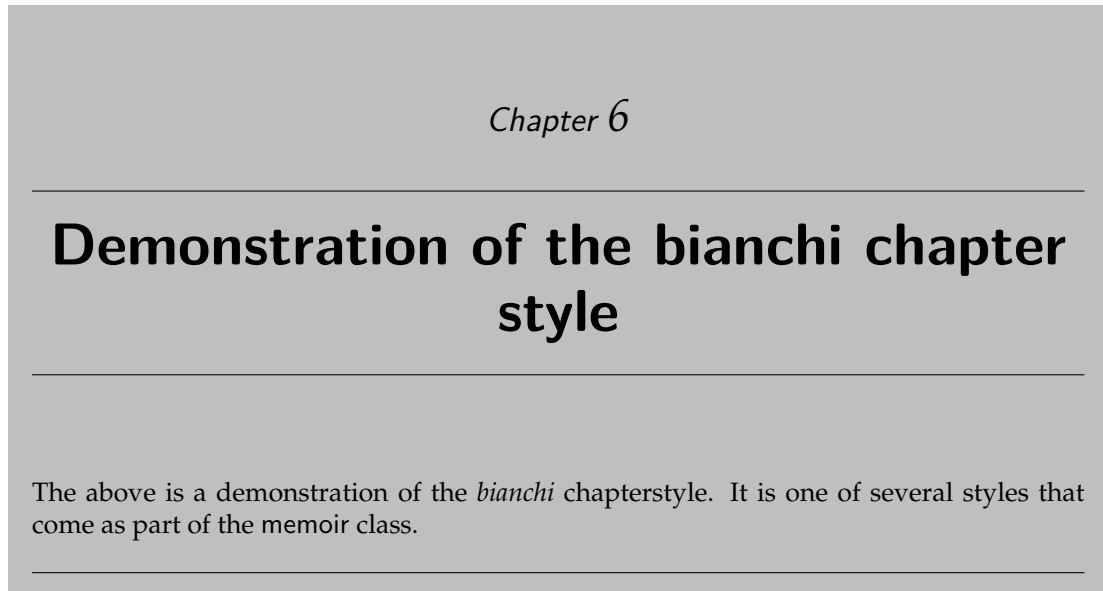 Chapter 6
Demonstration of the bianchi chapter
style
The above is a demonstration of the bianchi chapterstyle. It is one of several styles that
come as part of the memoir class.